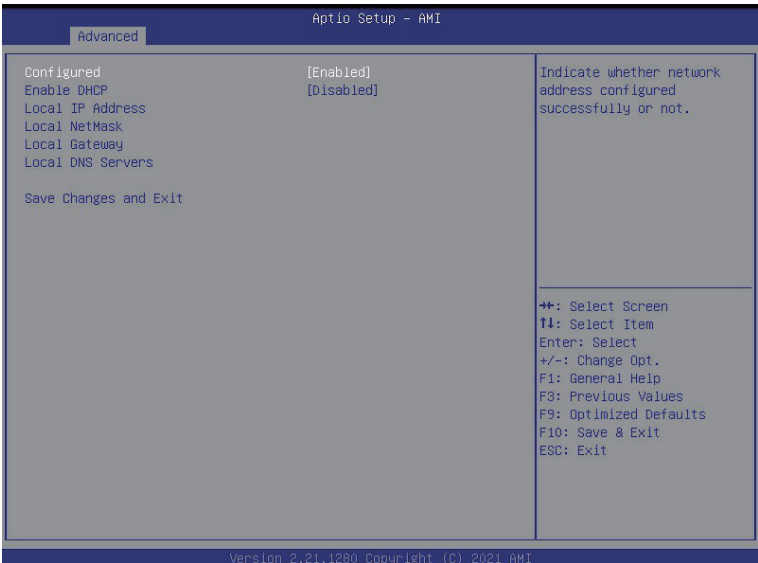 Aptio Setup – AMI
Advanced
Configured [Enabled]
Enable DHCP [Disabled]
Local IP Address
Local NetMask
Local Gateway
Local DNS Servers
Save Changes and Exit
Indicate whether network
address configured
successfully or not.
→←: Select Screen
↑↓: Select Item
Enter: Select
+/-: Change Opt.
F1: General Help
F3: Previous Values
F9: Optimized Defaults
F10: Save & Exit
ESC: Exit
Version 2.21.1280 Copyright (C) 2021 AMI